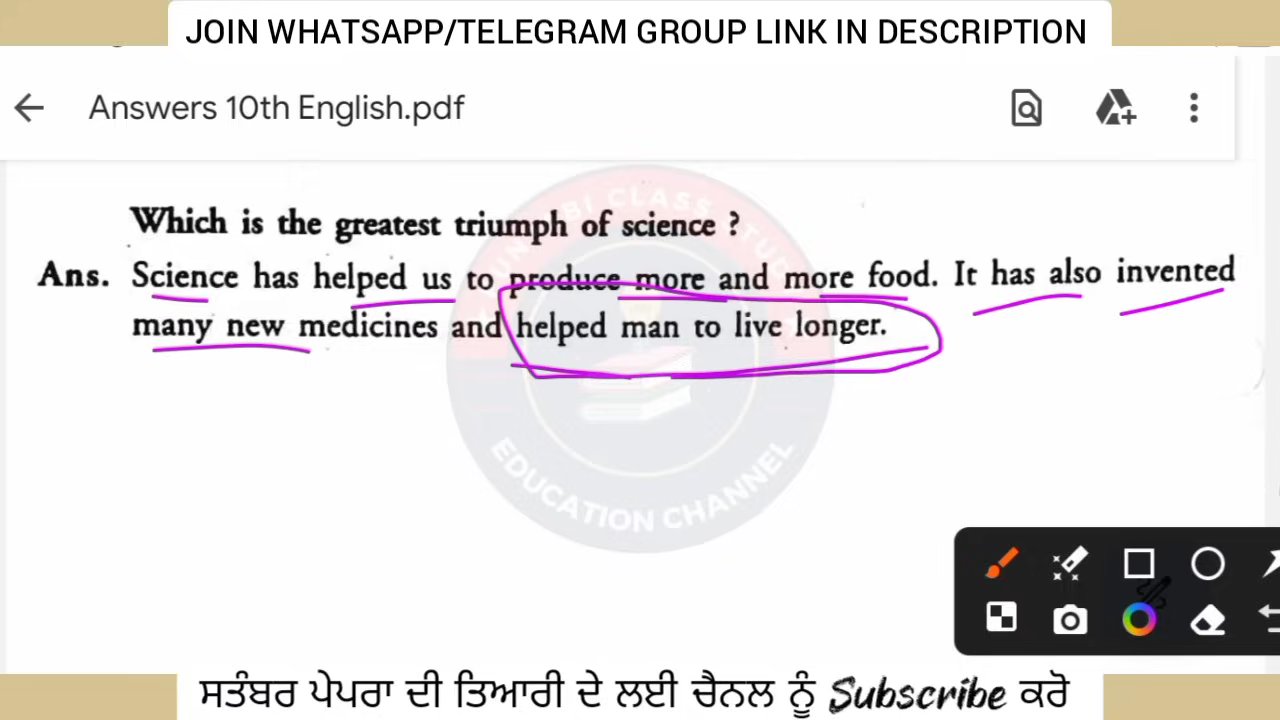 JOIN WHATSAPP/TELEGRAM GROUP LINK IN DESCRIPTION
Answers 10th English.pdf
Which is the greatest triumph of science ?
Ans. Science has helped us to produce more and more food. It has also invented
many new medicines and helped man to live longer.
EDUCATION CHANNEL
ਸਤੰਬਰ ਪੇਪਰਾ ਦੀ ਤਿਆਰੀ ਦੇ ਲਈ ਚੈਨਲ ਨੂੰ Subscribe ਕਰੋ